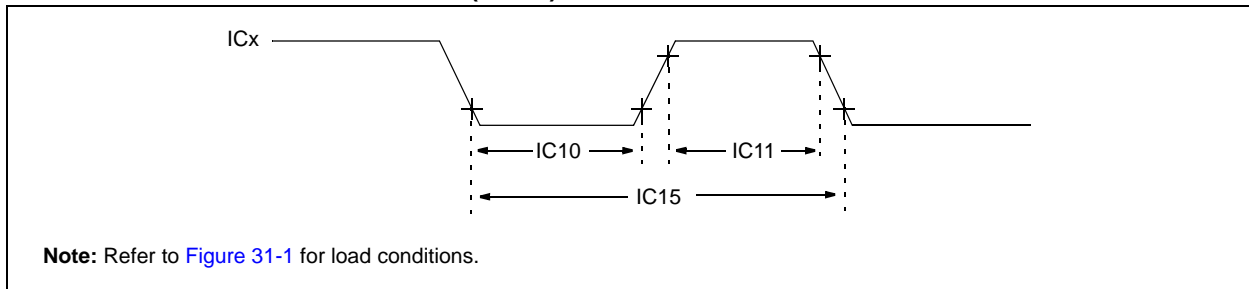 ICx
IC10
IC11
IC15
Note: Refer to Figure 31-1 for load conditions.